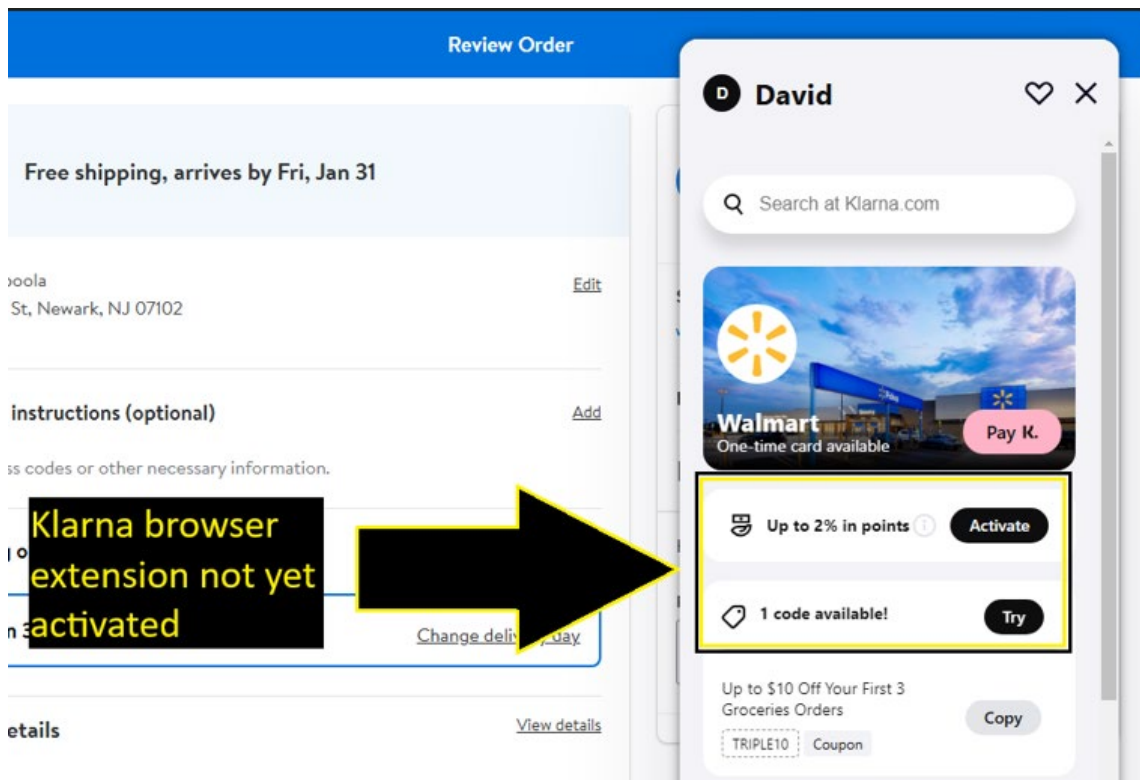 Review Order
Free shipping, arrives by Fri, Jan 31
poola
Edit
St, Newark, NJ 07102
instructions (optional)
Add
ss codes or other necessary information.
Klarna browser
extension not yet
activated
Change delivery day
etails
View details
D
David
Search at Klarna.com
Walmart
One-time card available
Pay K.
Up to 2% in points
Activate
1 code available!
Try
Up to $10 Off Your First 3
Groceries Orders
Copy
TRIPLE10 Coupon